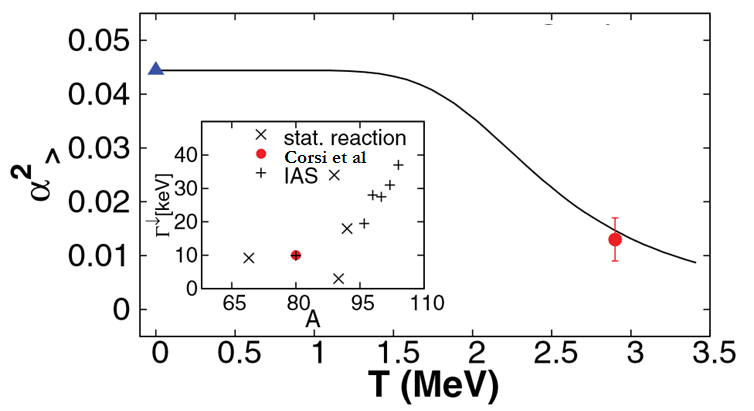 0.05
0.04
0.03
0.02
0.01
0
α²>
0 0.5 1 1.5 2 2.5 3 3.5
T (MeV)
× stat. reaction
Corsi et al
+ IAS
40
30
20
10
0
Γ↓[keV]
65 80 95 110
A